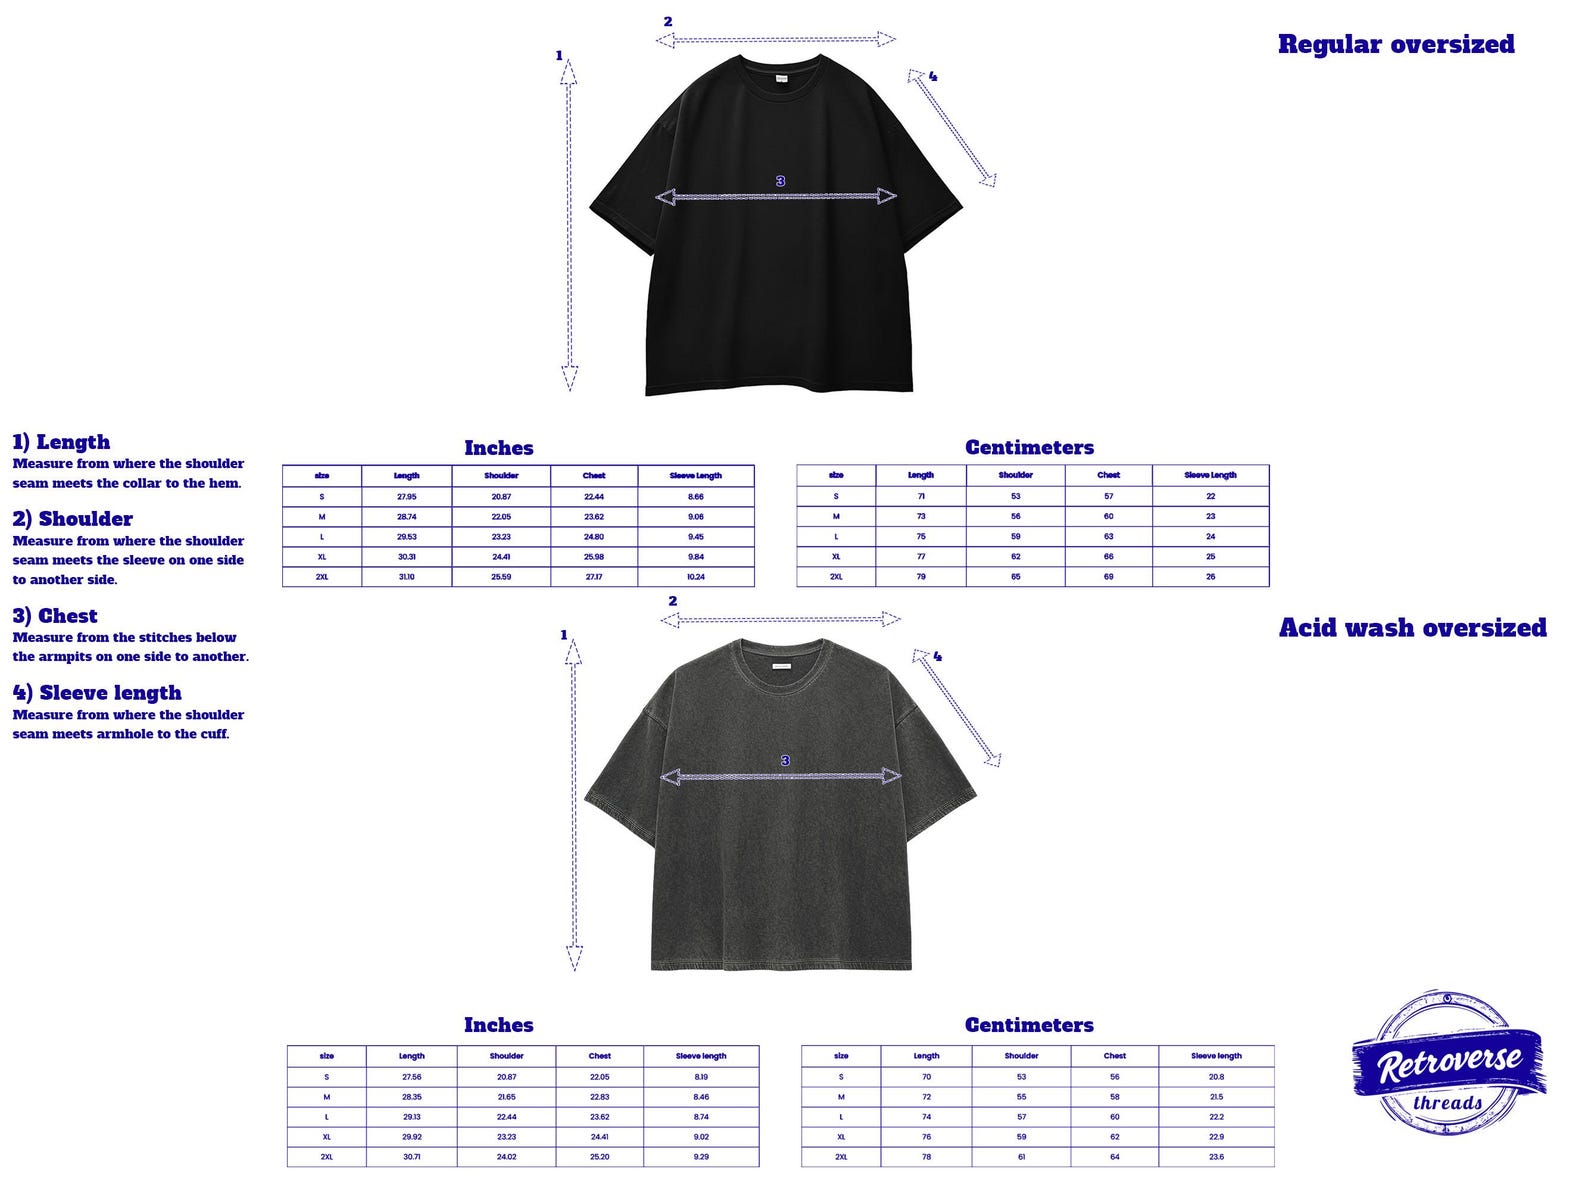 Regular oversized
2
1
4
3
1) Length
Measure from where the shoulder
seam meets the collar to the hem.
2) Shoulder
Measure from where the shoulder
seam meets the sleeve on one side
to another side.
3) Chest
Measure from the stitches below
the armpits on one side to another.
4) Sleeve length
Measure from where the shoulder
seam meets armhole to the cuff.
Inches
size Length Shoulder Chest Sleeve Length
S 27.95 20.87 22.44 8.66
M 28.74 22.05 23.62 9.06
L 29.53 23.23 24.80 9.45
XL 30.31 24.41 25.98 9.84
2XL 31.10 25.59 27.17 10.24
Centimeters
size Length Shoulder Chest Sleeve Length
S 71 53 57 22
M 73 56 60 23
L 75 59 63 24
XL 77 62 66 25
2XL 79 65 69 26
Acid wash oversized
2
1
4
3
Inches
size Length Shoulder Chest Sleeve length
S 27.56 20.87 22.05 8.19
M 28.35 21.65 22.83 8.46
L 29.13 22.44 23.62 8.74
XL 29.92 23.23 24.41 9.02
2XL 30.71 24.02 25.20 9.29
Centimeters
size Length Shoulder Chest Sleeve length
S 70 53 56 20.8
M 72 55 58 21.5
L 74 57 60 22.2
XL 76 59 62 22.9
2XL 78 61 64 23.6
Retroverse
threads